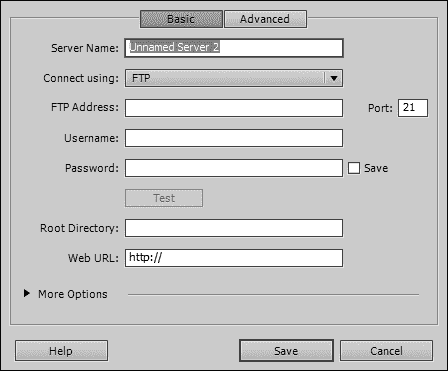 Basic Advanced
Server Name: Unnamed Server 2
Connect using: FTP
FTP Address: Port: 21
Username:
Password: Save
Test
Root Directory:
Web URL: http://
More Options
Help Save Cancel